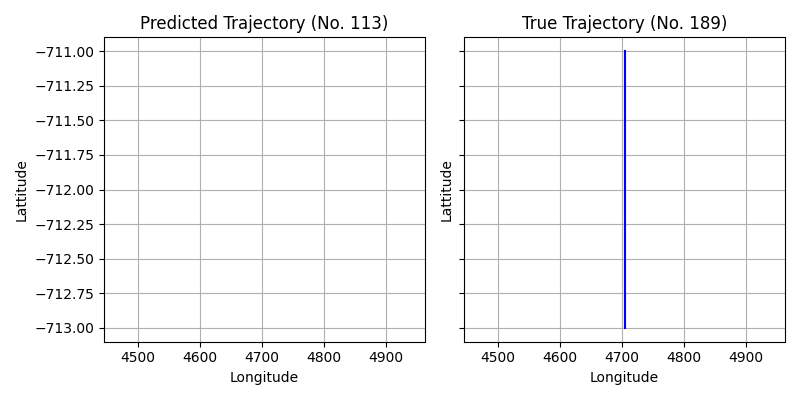 Predicted Trajectory (No. 113)
True Trajectory (No. 189)
Lattitude
−711.00
−711.25
−711.50
−711.75
−712.00
−712.25
−712.50
−712.75
−713.00
4500 4600 4700 4800 4900
Longitude
Lattitude
4500 4600 4700 4800 4900
Longitude